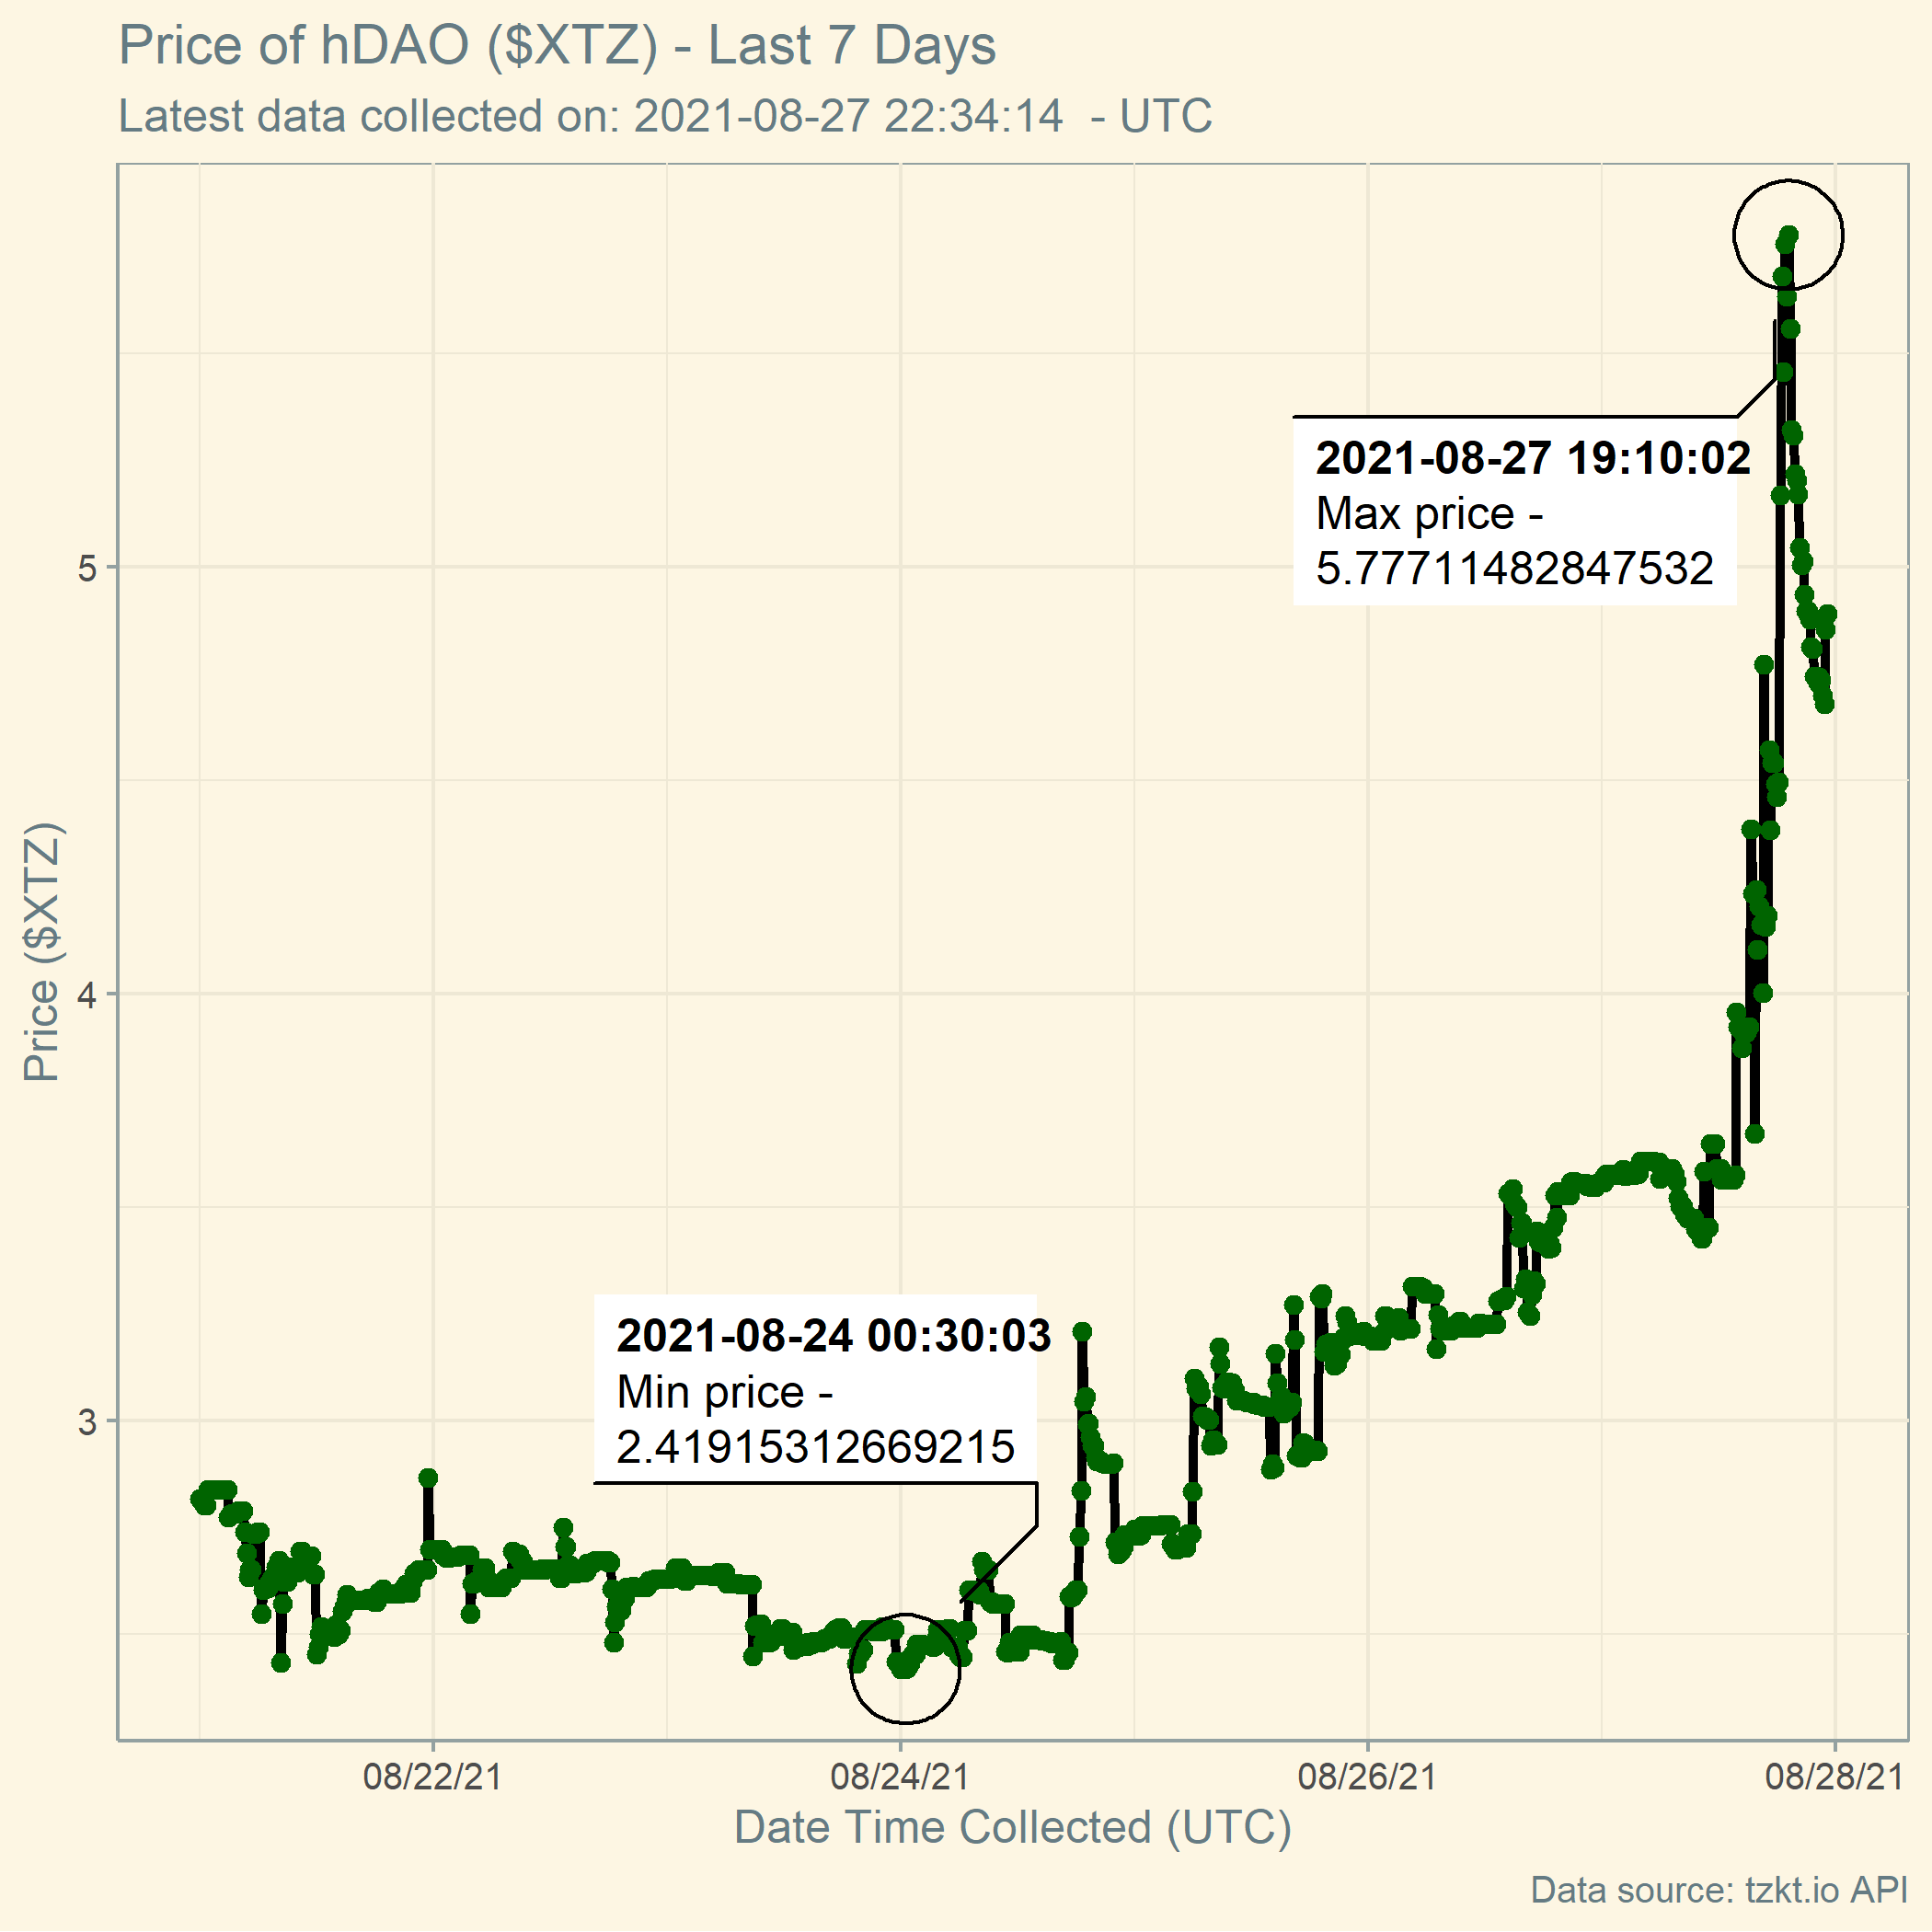 Price of hDAO ($XTZ) - Last 7 Days
Latest data collected on: 2021-08-27 22:34:14  - UTC
2021-08-27 19:10:02
Max price -
5.77711482847532
5
Price ($XTZ)
4
3
2021-08-24 00:30:03
Min price -
2.41915312669215
08/22/21
08/24/21
08/26/21
08/28/21
Date Time Collected (UTC)
Data source: tzkt.io API